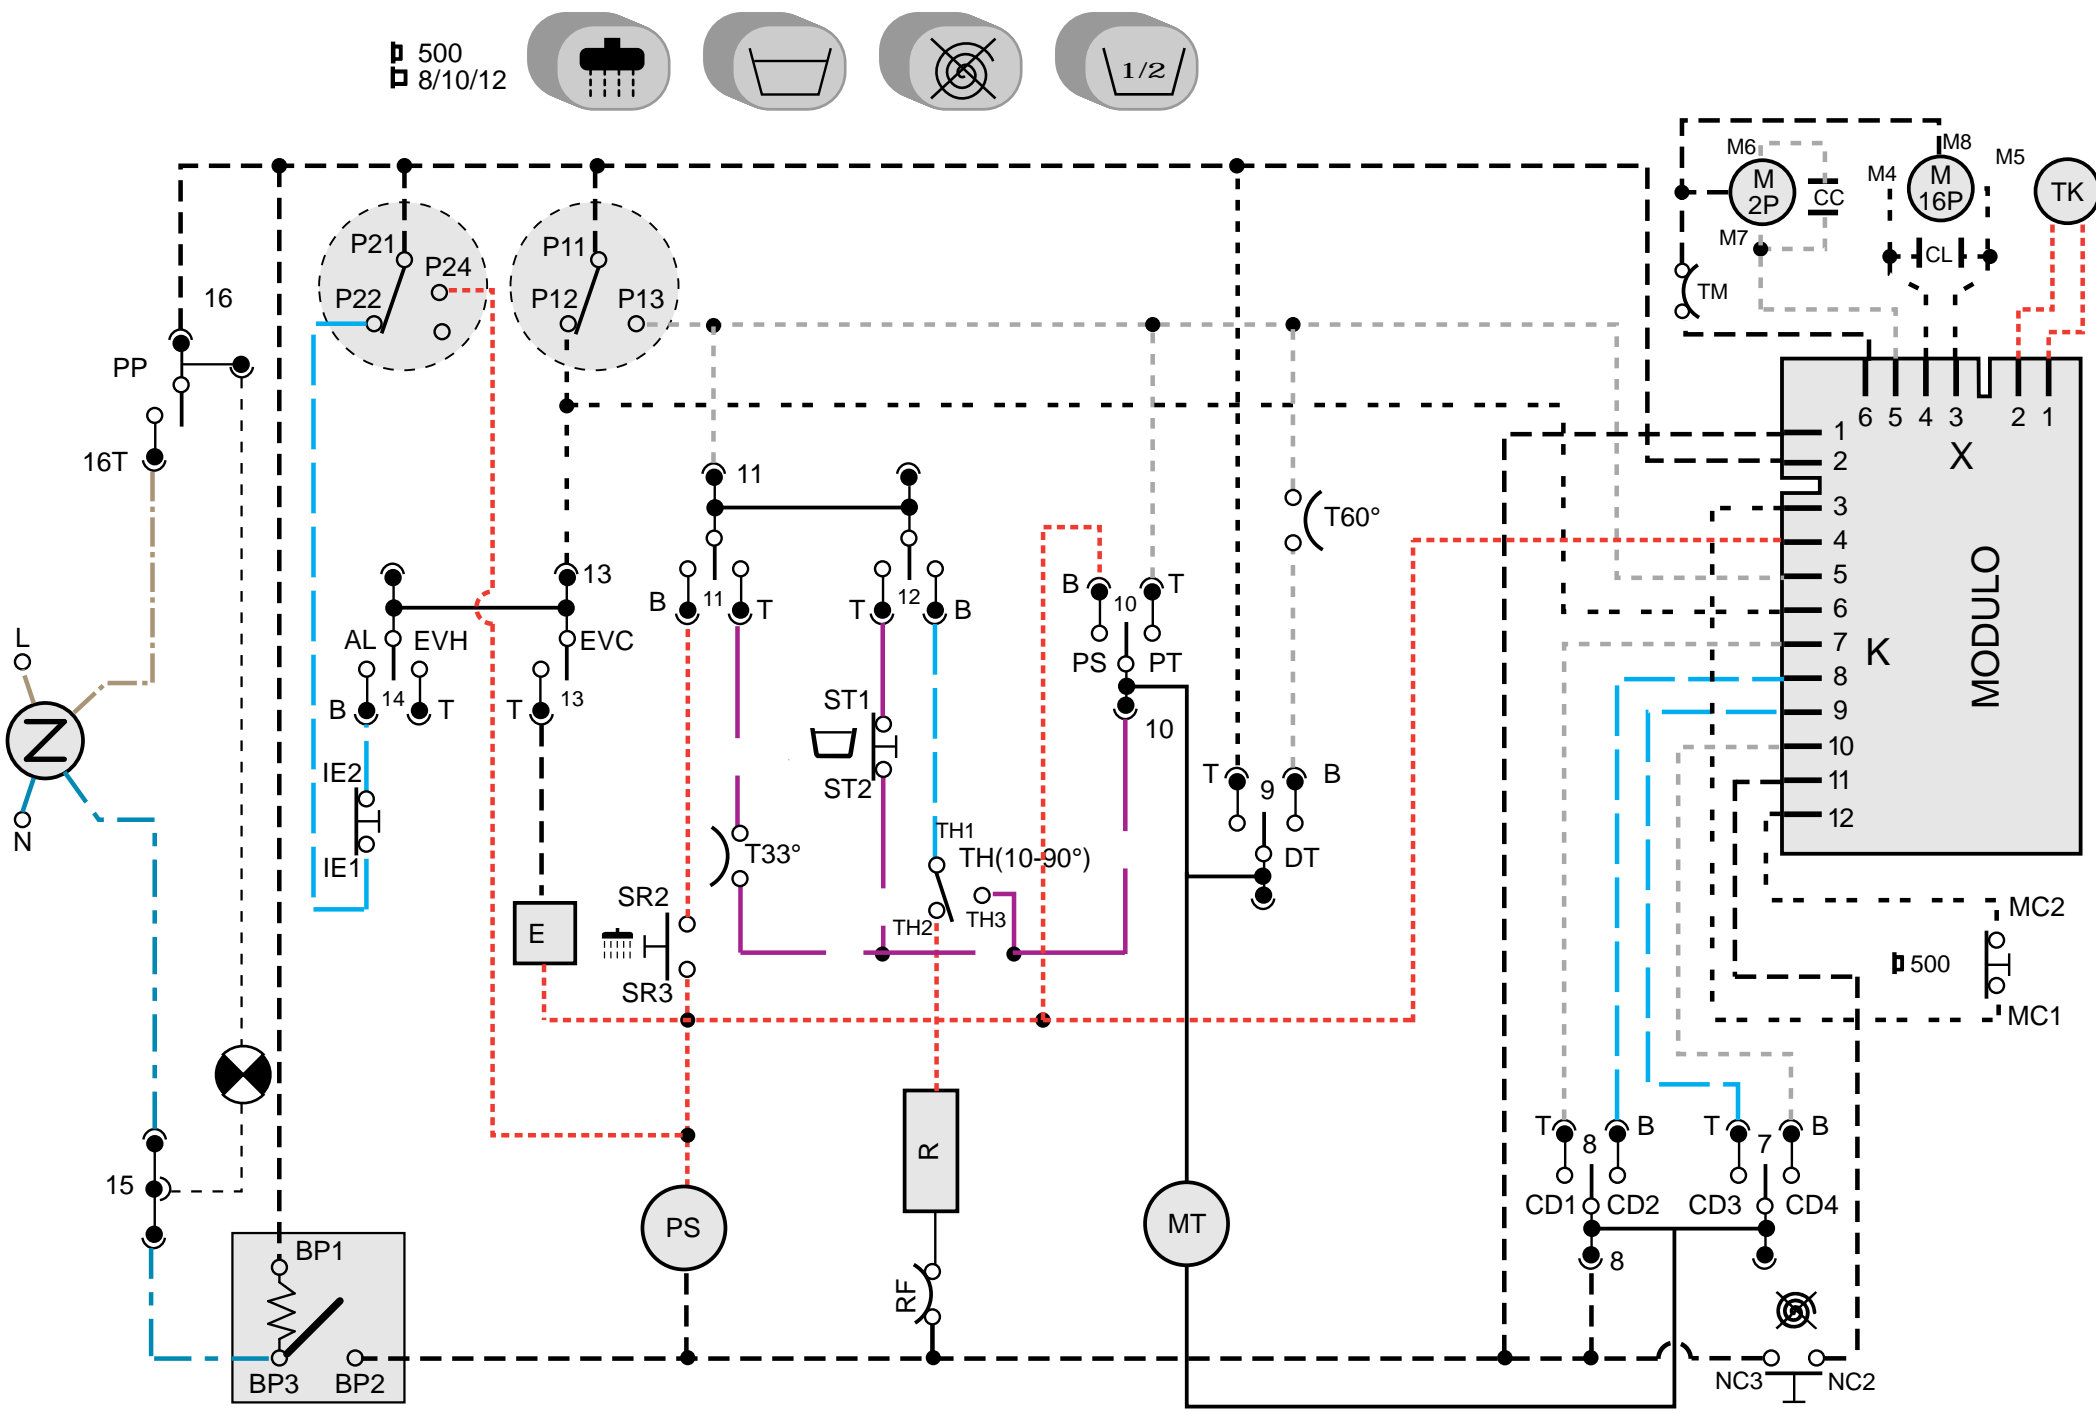 500
8/10/12
1/2
M6
M8
M5
M4
M
2P
CC
M
16P
TK
M7
CL
TM
P21
P24
P22
P11
P12
P13
16
PP
16T
6 5 4 3 2 1
X
1
2
3
4
5
6
7
8
9
10
11
12
K
MODULO
11
T60°
13
B
11
T
T
12
B
B
10
T
L
AL
EVH
EVC
PS
PT
B
14
T
T
13
ST1
10
Z
IE2
ST2
T
9
B
N
IE1
T33°
TH1
TH(10-90°)
DT
SR2
TH2
TH3
MC2
E
500
SR3
MC1
R
T
8
B
T
7
B
15
CD1
CD2
CD3
CD4
PS
MT
BP1
8
RF
BP3
BP2
NC3
NC2